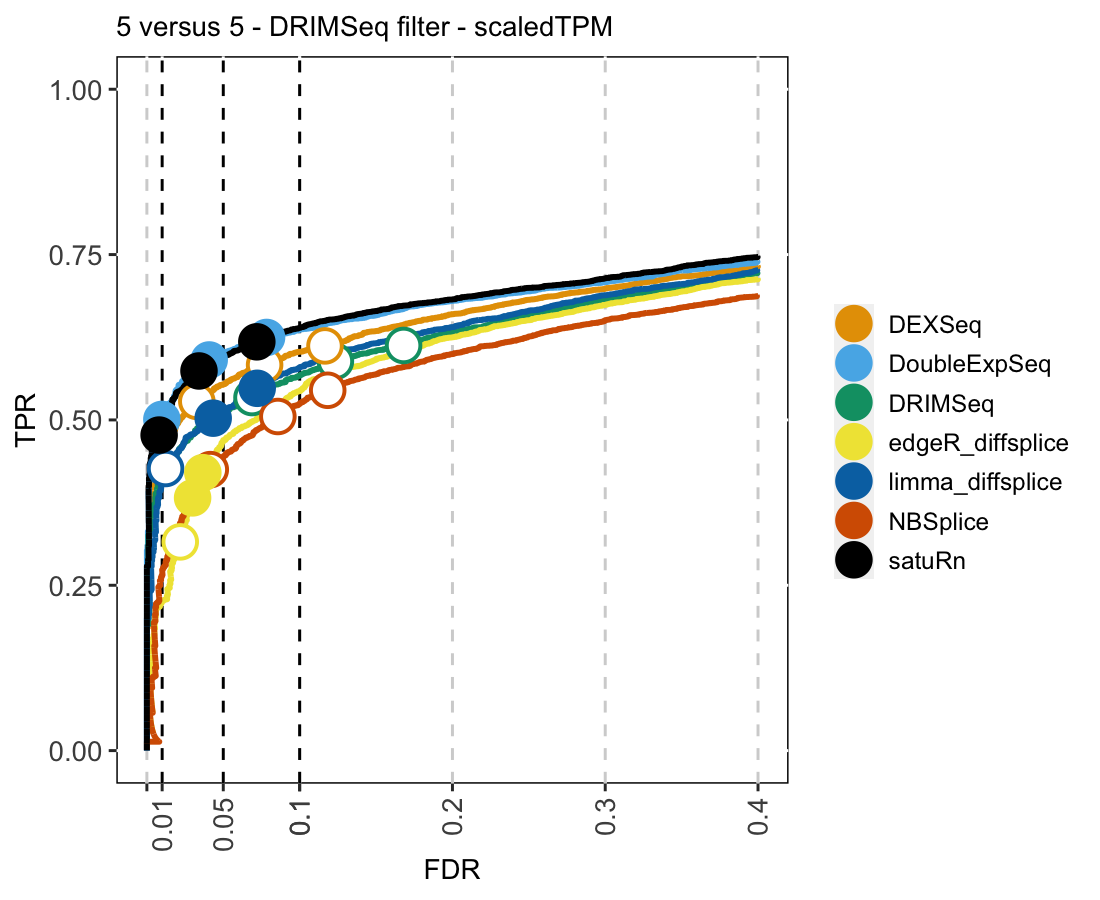 5 versus 5 - DRIMSeq filter - scaledTPM
1.00
0.75
0.50
0.25
0.00
TPR
0.01
0.05
0.1
0.2
0.3
0.4
FDR
DEXSeq
DoubleExpSeq
DRIMSeq
edgeR_diffsplice
limma_diffsplice
NBSplice
satuRn